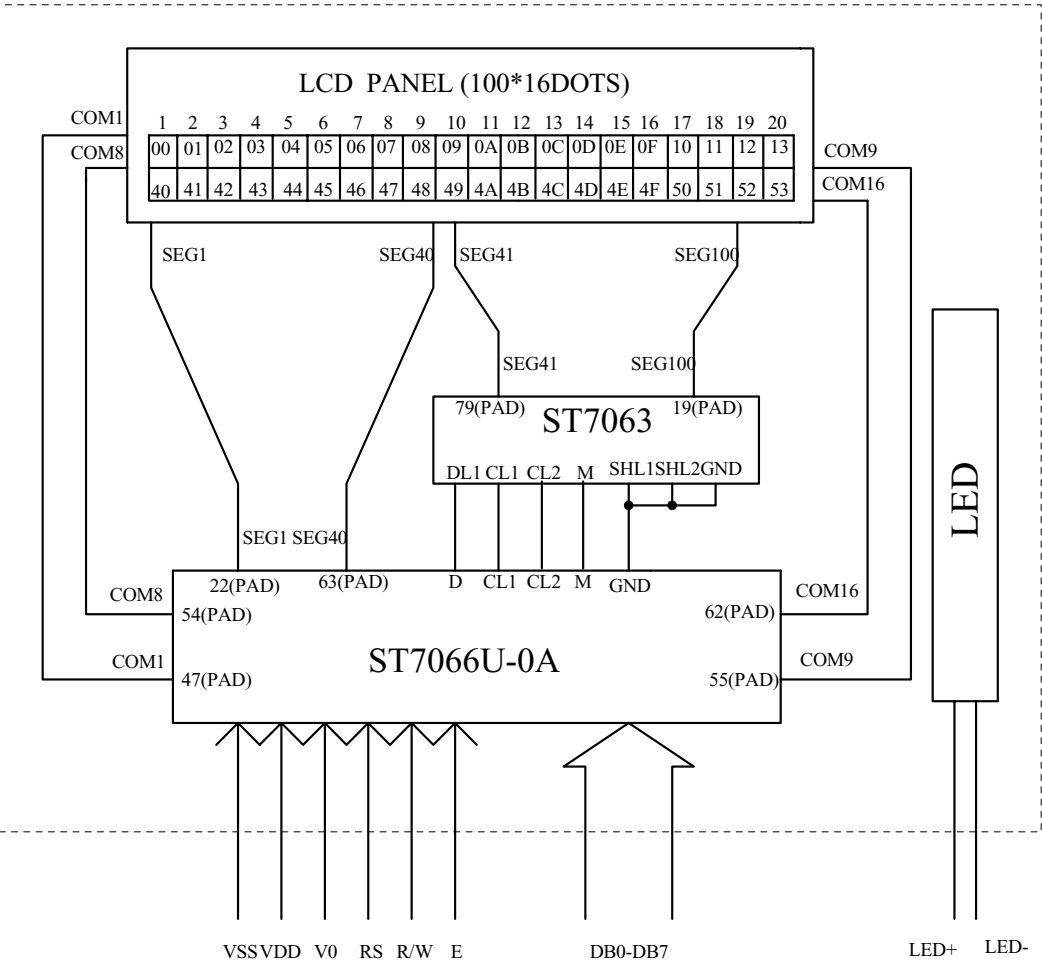 LCD PANEL (100*16DOTS)
COM1
1 2 3 4 5 6 7 8 9 10 11 12 13 14 15 16 17 18 19 20
COM8
00 01 02 03 04 05 06 07 08 09 0A 0B 0C 0D 0E 0F 10 11 12 13
COM9
40 41 42 43 44 45 46 47 48 49 4A 4B 4C 4D 4E 4F 50 51 52 53
COM16
SEG1 SEG40 SEG41 SEG100
SEG41 SEG100
79(PAD) 19(PAD)
ST7063
DL1 CL1 CL2 M SHL1 SHL2 GND
LED
SEG1 SEG40
22(PAD) 63(PAD) D CL1 CL2 M GND
COM8 COM16
54(PAD) 62(PAD)
ST7066U-0A
COM1 COM9
47(PAD) 55(PAD)
VSS VDD V0 RS R/W E DB0-DB7 LED+ LED-